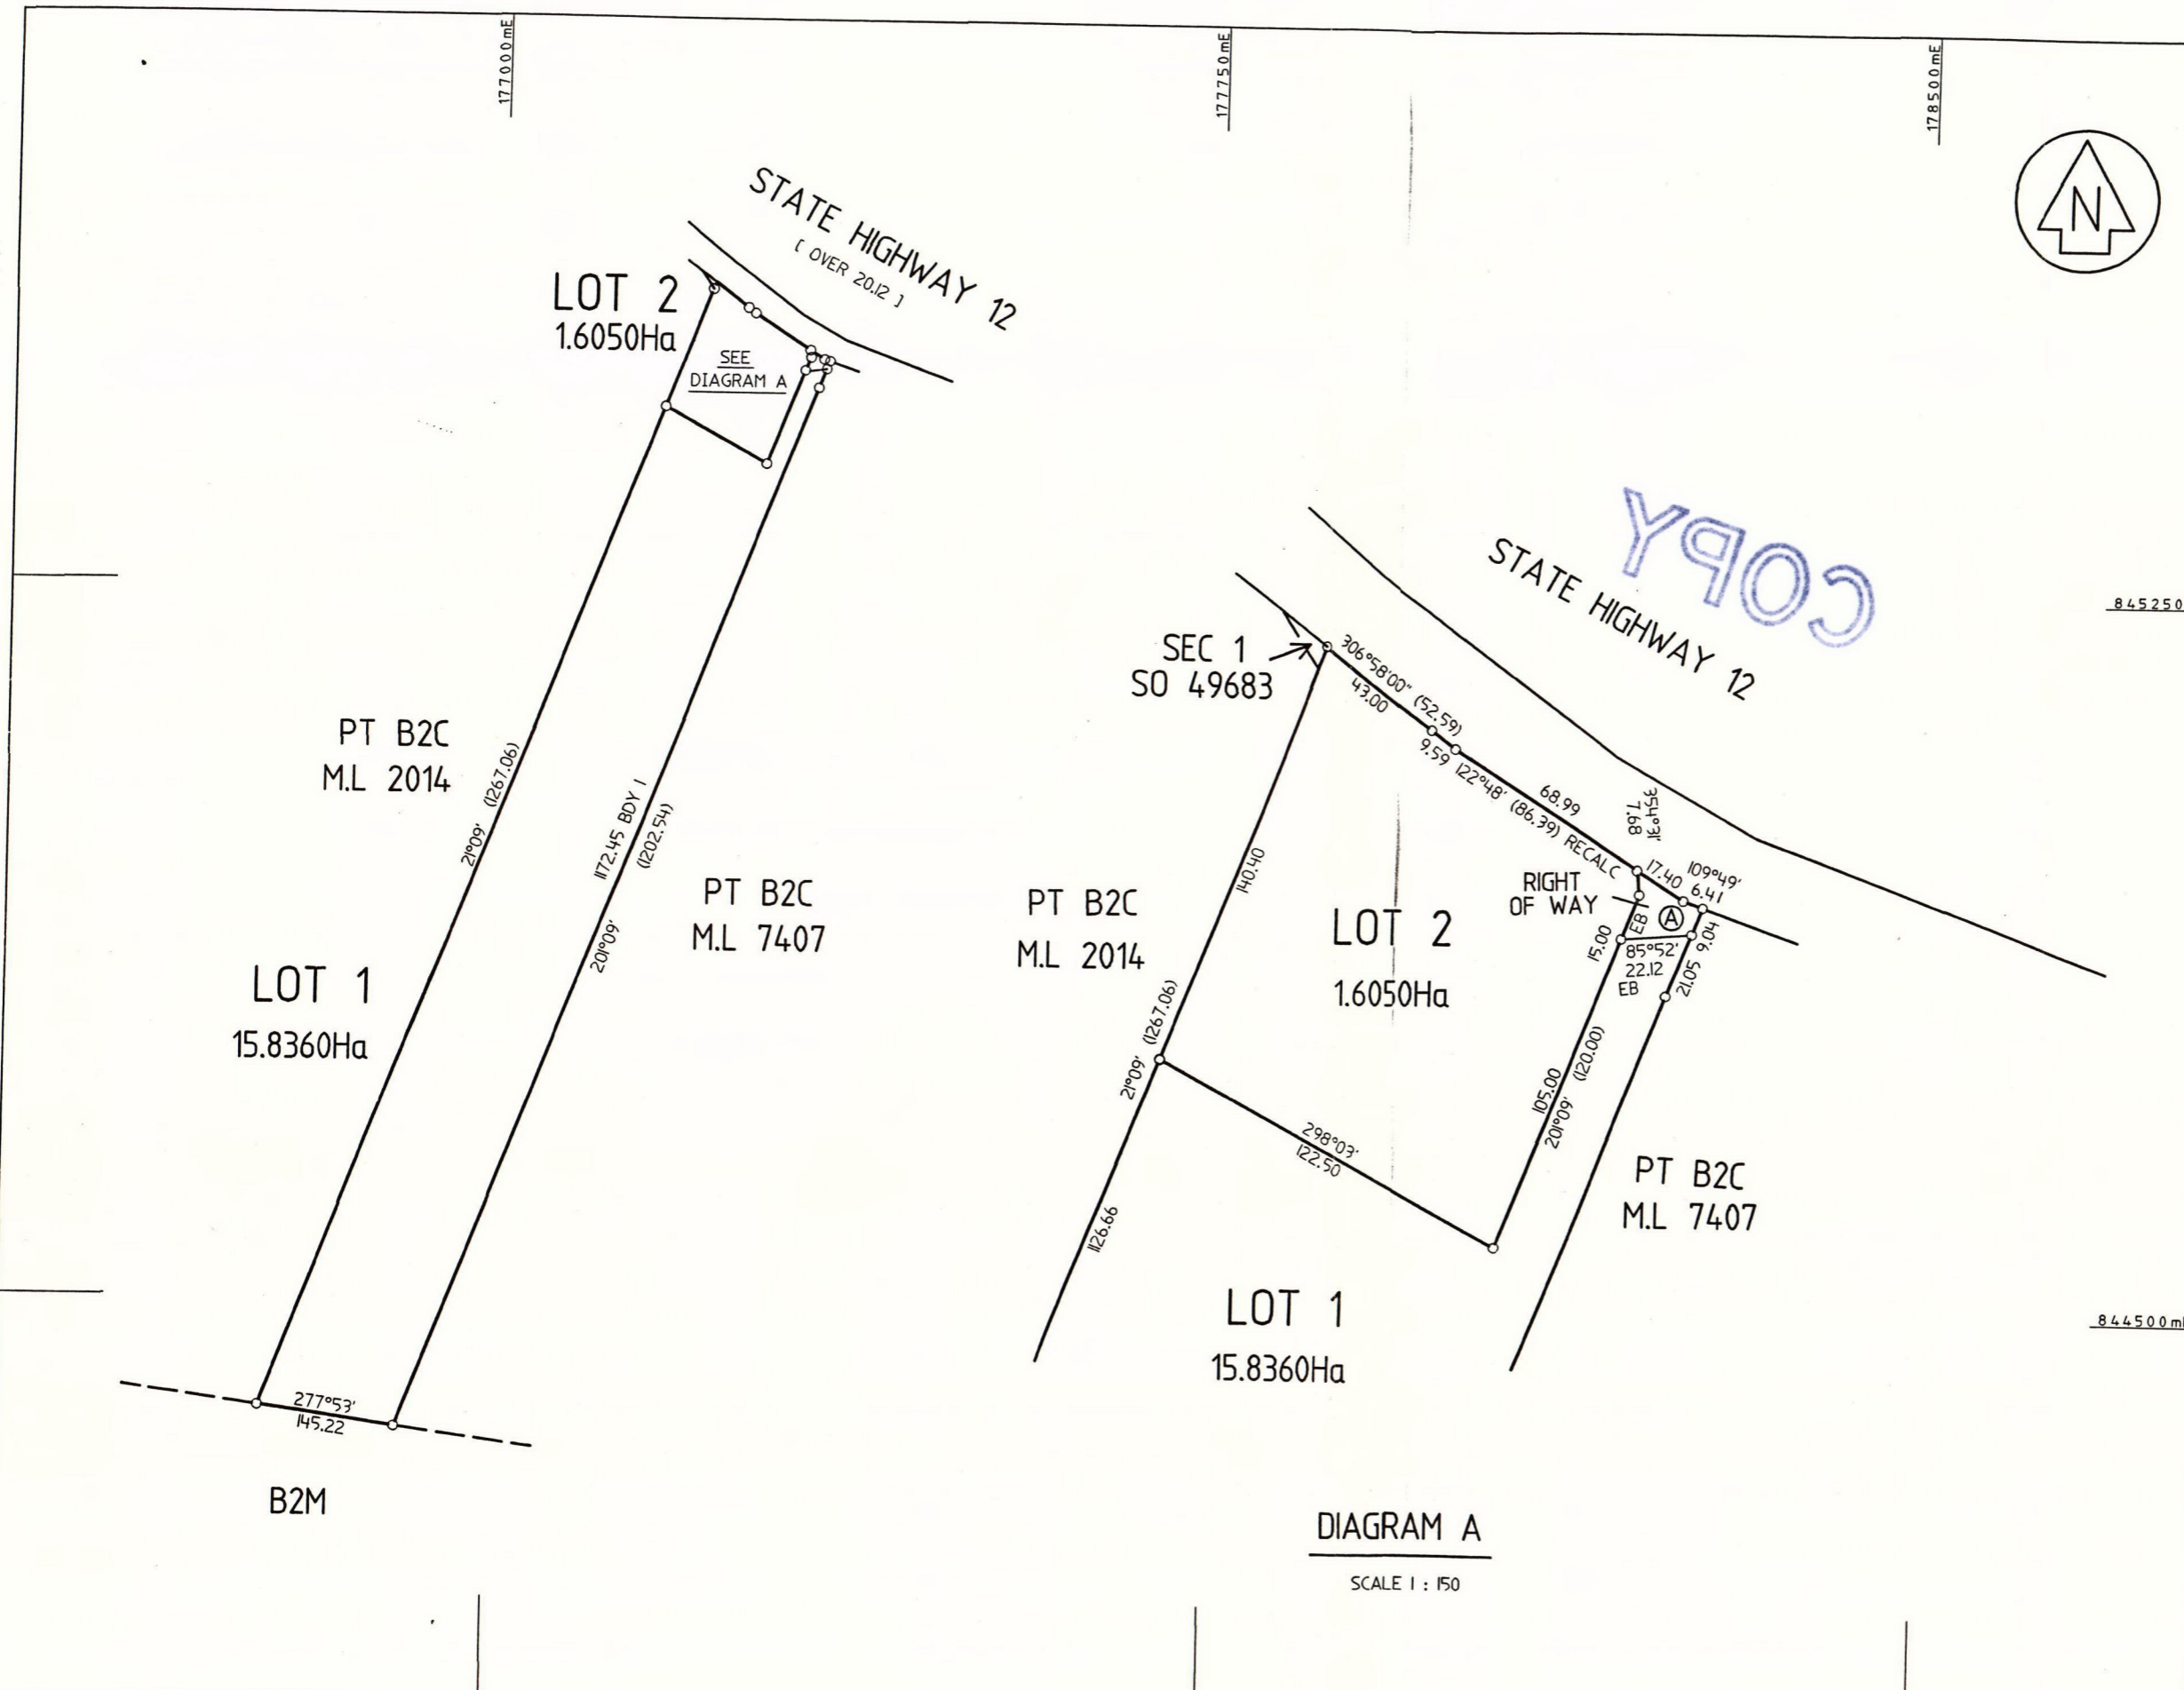 177000mE
177750mE
178500mE
N
STATE HIGHWAY 12
[ OVER 20.12 ]
LOT 2
1.6050Ha
SEE
DIAGRAM A
COPY
STATE HIGHWAY 12
845250
SEC 1
SO 49683
306°58'00" (52.59)
43.00
9.59
122°48' (86.39) RECALC
68.99
354°31'
7.68
17.40
109°49'
6.41
RIGHT
OF WAY
EB
A
15.00
85°52'
22.12
EB
9.04
21.05
PT B2C
M.L 2014
21°09' (1267.06)
1172.45 BDY 1
(1202.54)
201°09'
PT B2C
M.L 7407
PT B2C
M.L 2014
140.40
LOT 2
1.6050Ha
LOT 1
15.8360Ha
21°09' (1267.06)
105.00
201°09' (120.00)
298°03'
122.50
1126.66
PT B2C
M.L 7407
LOT 1
15.8360Ha
844500m
277°53'
145.22
B2M
DIAGRAM A
SCALE 1 : 150